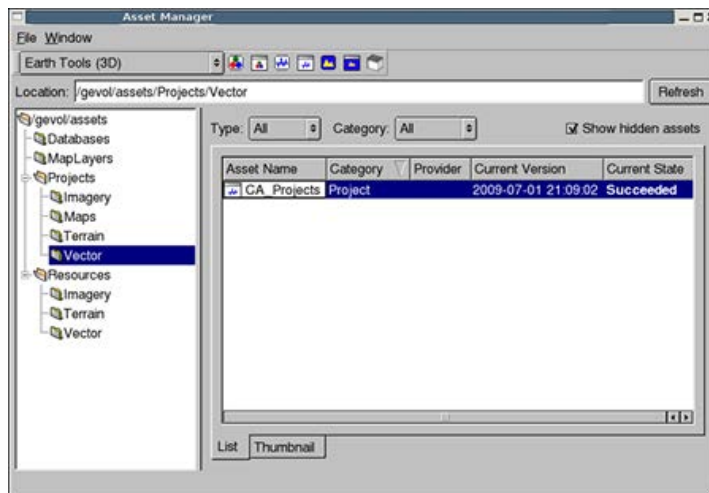 Asset Manager
File Window
Earth Tools (3D)
Location: /gevol/assets/Projects/Vector Refresh
/gevol/assets
Databases
MapLayers
Projects
Imagery
Maps
Terrain
Vector
Resources
Imagery
Terrain
Vector
Type: All Category: All Show hidden assets
Asset Name Category Provider Current Version Current State
CA_Projects Project 2009-07-01 21:09:02 Succeeded
List Thumbnail